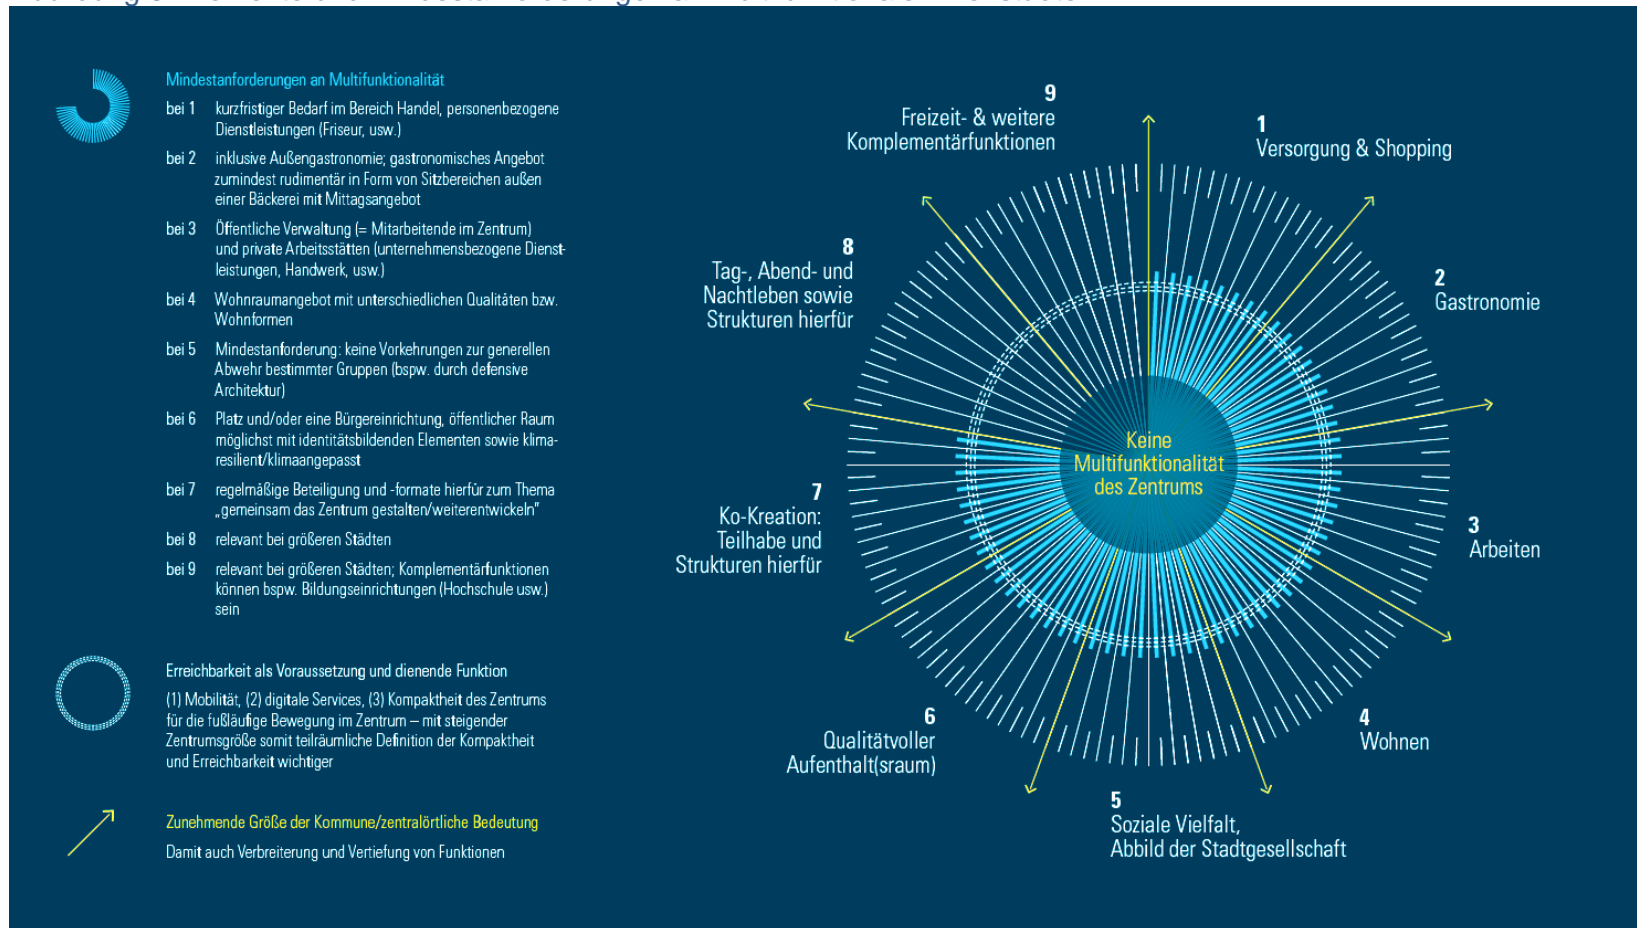 Mindestanforderungen an Multifunktionalität
bei 1 kurzfristiger Bedarf im Bereich Handel, personenbezogene
Dienstleistungen (Friseur, usw.)
bei 2 inklusive Außengastronomie; gastronomisches Angebot
zumindest rudimentär in Form von Sitzbereichen außen
einer Bäckerei mit Mittagsangebot
bei 3 Öffentliche Verwaltung (= Mitarbeitende im Zentrum)
und private Arbeitsstätten (unternehmensbezogene Dienst-
leistungen, Handwerk, usw.)
bei 4 Wohnraumangebot mit unterschiedlichen Qualitäten bzw.
Wohnformen
bei 5 Mindestanforderung: keine Vorkehrungen zur generellen
Abwehr bestimmter Gruppen (bspw. durch defensive
Architektur)
bei 6 Platz und/oder eine Bürgereinrichtung, öffentlicher Raum
möglichst mit identitätsbildenden Elementen sowie klima-
resilient/klimaangepasst
bei 7 regelmäßige Beteiligung und -formate hierfür zum Thema
„gemeinsam das Zentrum gestalten/weiterentwickeln“
bei 8 relevant bei größeren Städten
bei 9 relevant bei größeren Städten; Komplementärfunktionen
können bspw. Bildungseinrichtungen (Hochschule usw.)
sein
Erreichbarkeit als Voraussetzung und dienende Funktion
(1) Mobilität, (2) digitale Services, (3) Kompaktheit des Zentrums
für die fußläufige Bewegung im Zentrum – mit steigender
Zentrumsgröße somit teilräumliche Definition der Kompaktheit
und Erreichbarkeit wichtiger
Zunehmende Größe der Kommune/zentralörtliche Bedeutung
Damit auch Verbreiterung und Vertiefung von Funktionen
9
Freizeit- & weitere
Komplementärfunktionen
1
Versorgung & Shopping
8
Tag-, Abend- und
Nachtleben sowie
Strukturen hierfür
2
Gastronomie
Keine
Multifunktionalität
des Zentrums
7
Ko-Kreation:
Teilhabe und
Strukturen hierfür
3
Arbeiten
6
Qualitätvoller
Aufenthalt(sraum)
4
Wohnen
5
Soziale Vielfalt,
Abbild der Stadtgesellschaft